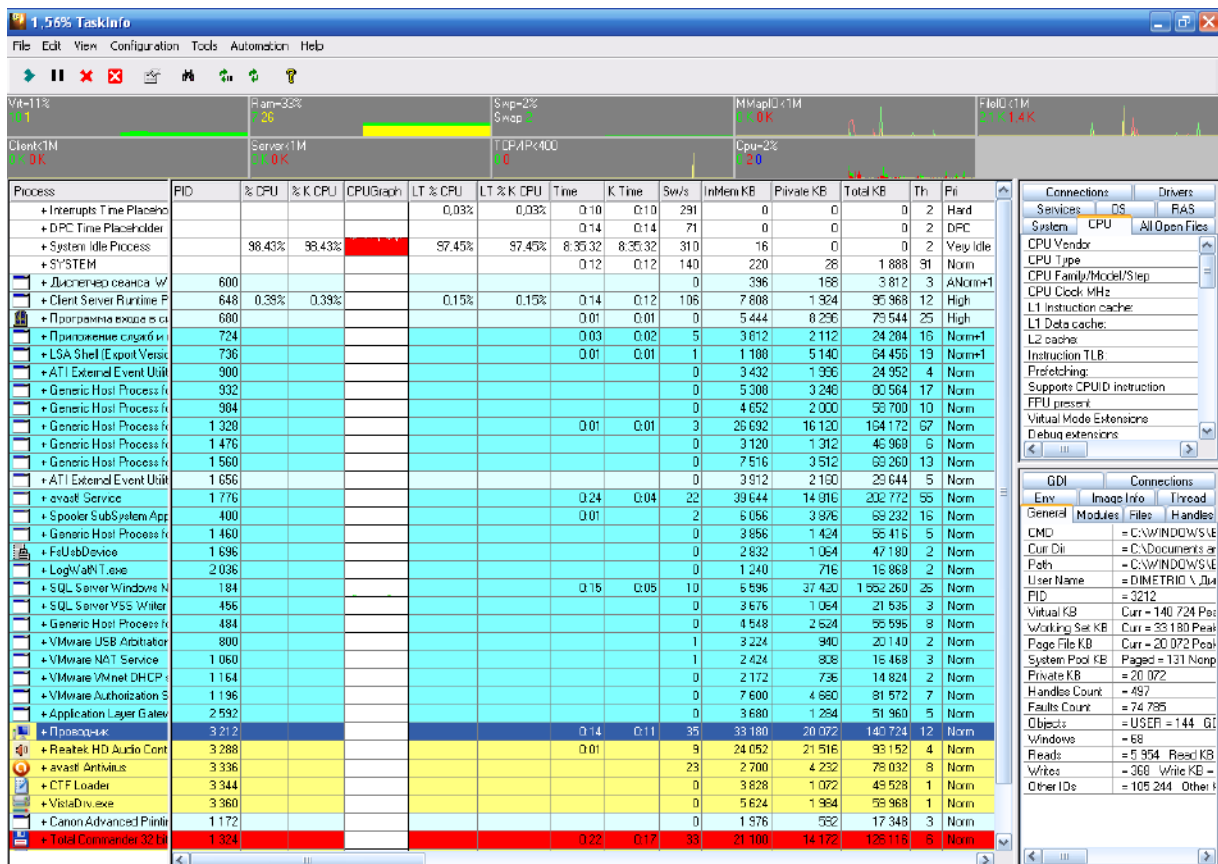 1,56% TaskInfo
File Edit View Configuration Tools Automation Help
Virt=11% Ram=33% Swp=2% MMapIO<1M FileIO<1M
10 1 7 26 Swap 2 0 K 0 K 2,1 K 1,4 K
Client<1M Server<1M TCP/IP<400 Cpu=2%
0 K 0 K 0 K 0 K 0 0 0 2 0
Process PID % CPU % K CPU CPUGraph LT % CPU LT % K CPU Time K Time Sw/s InMem KB Private KB Total KB Th Pri
+ Interrupts Time Placeho 0,03% 0,03% 0:10 0:10 291 0 0 0 2 Hard
+ DPC Time Placeholder 0:14 0:14 71 0 0 0 2 DPC
+ System Idle Process 98,43% 98,43% 97,45% 97,45% 8:35:32 8:35:32 310 16 0 0 2 Very Idle
+ SYSTEM 0:12 0:12 140 220 28 1 888 91 Norm
+ Диспетчер сеанса W 600 0 396 168 3 812 3 ANorm+1
+ Client Server Runtime P 648 0,39% 0,39% 0,15% 0,15% 0:14 0:12 106 7 808 1 924 95 968 12 High
+ Программа входа в си 680 0:01 0:01 0 5 444 8 296 79 544 25 High
+ Приложение служб и 724 0:03 0:02 5 3 812 2 112 24 284 16 Norm+1
+ LSA Shell (Export Versic 736 0:01 0:01 1 1 188 5 140 64 456 19 Norm+1
+ ATI External Event Utilit 900 0 3 432 1 996 24 952 4 Norm
+ Generic Host Process fo 932 0 5 308 3 248 80 564 17 Norm
+ Generic Host Process fo 984 0 4 652 2 000 58 700 10 Norm
+ Generic Host Process fo 1 328 0:01 0:01 3 26 692 16 120 164 172 67 Norm
+ Generic Host Process fo 1 476 0 3 120 1 312 46 968 6 Norm
+ Generic Host Process fo 1 560 0 7 516 3 512 69 260 13 Norm
+ ATI External Event Utilit 1 656 0 3 912 2 160 29 644 5 Norm
+ avast! Service 1 776 0:24 0:04 22 39 644 14 816 202 772 55 Norm
+ Spooler SubSystem App 400 0:01 2 6 056 3 876 69 232 16 Norm
+ Generic Host Process fo 1 460 0 3 856 1 424 55 416 5 Norm
+ FsUsbDevice 1 696 0 2 832 1 064 47 180 2 Norm
+ LogWatNT.exe 2 036 0 1 240 716 16 868 2 Norm
+ SQL Server Windows N 184 0:15 0:05 10 6 596 37 420 1 552 260 26 Norm
+ SQL Server VSS Writer 456 0 3 676 1 064 21 536 3 Norm
+ Generic Host Process fo 484 0 4 548 2 624 55 596 8 Norm
+ VMware USB Arbitration 800 1 3 224 940 20 140 2 Norm
+ VMware NAT Service 1 060 1 2 424 808 16 468 3 Norm
+ VMware VMnet DHCP s 1 164 0 2 172 736 14 824 2 Norm
+ VMware Authorization S 1 196 0 7 600 4 660 81 572 7 Norm
+ Application Layer Gatev 2 592 0 3 680 1 284 51 960 5 Norm
+ Проводник 3 212 0:14 0:11 35 33 180 20 072 140 724 12 Norm
+ Realtek HD Audio Cont 3 288 0:01 9 24 052 21 516 93 152 4 Norm
+ avast! Antivirus 3 336 23 2 700 4 232 78 032 8 Norm
+ CTF Loader 3 344 0 3 828 1 072 49 528 1 Norm
+ VistaDrv.exe 3 360 0 5 624 1 984 59 968 1 Norm
+ Canon Advanced Printin 1 172 0 1 976 592 17 348 3 Norm
+ Total Commander 32 bit 1 324 0:22 0:17 33 21 100 14 172 126 116 6 Norm
Connections Drivers
Services OS RAS
System CPU All Open Files
CPU Vendor
CPU Type
CPU Family/Model/Step
CPU Clock MHz
L1 Instruction cache:
L1 Data cache:
L2 cache:
Instruction TLB:
Prefetching:
Supports CPUID instruction
FPU present
Virtual Mode Extensions
Debug extensions
GDI Connections
Env Image Info Thread
General Modules Files Handles
CMD = C:\WINDOWS\E
Curr Dir = C:\Documents ar
Path = C:\WINDOWS\E
User Name = DIMETRIO \ Ди
PID = 3212
Virtual KB Curr = 140 724 Pea
Working Set KB Curr = 33 180 Peak
Page File KB Curr = 20 072 Peak
System Pool KB Paged = 131 Nonp
Private KB = 20 072
Handles Count = 497
Faults Count = 74 785
Objects = USER = 144 GD
Windows = 68
Reads = 5 954 Read KB
Writes = 368 Write KB =
Other IOs = 105 244 Other K